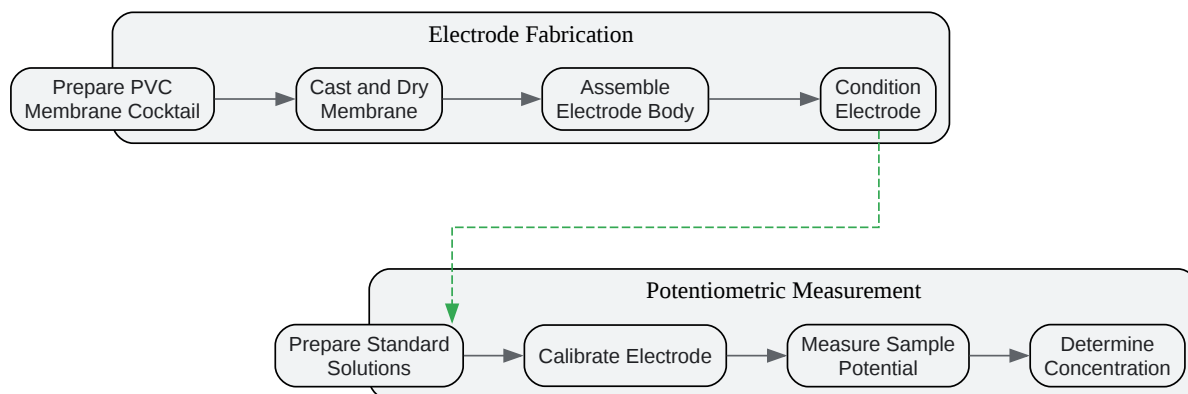 Electrode Fabrication
Prepare PVC
Membrane Cocktail
Cast and Dry
Membrane
Assemble
Electrode Body
Condition
Electrode
Potentiometric Measurement
Prepare Standard
Solutions
Calibrate Electrode
Measure Sample
Potential
Determine
Concentration